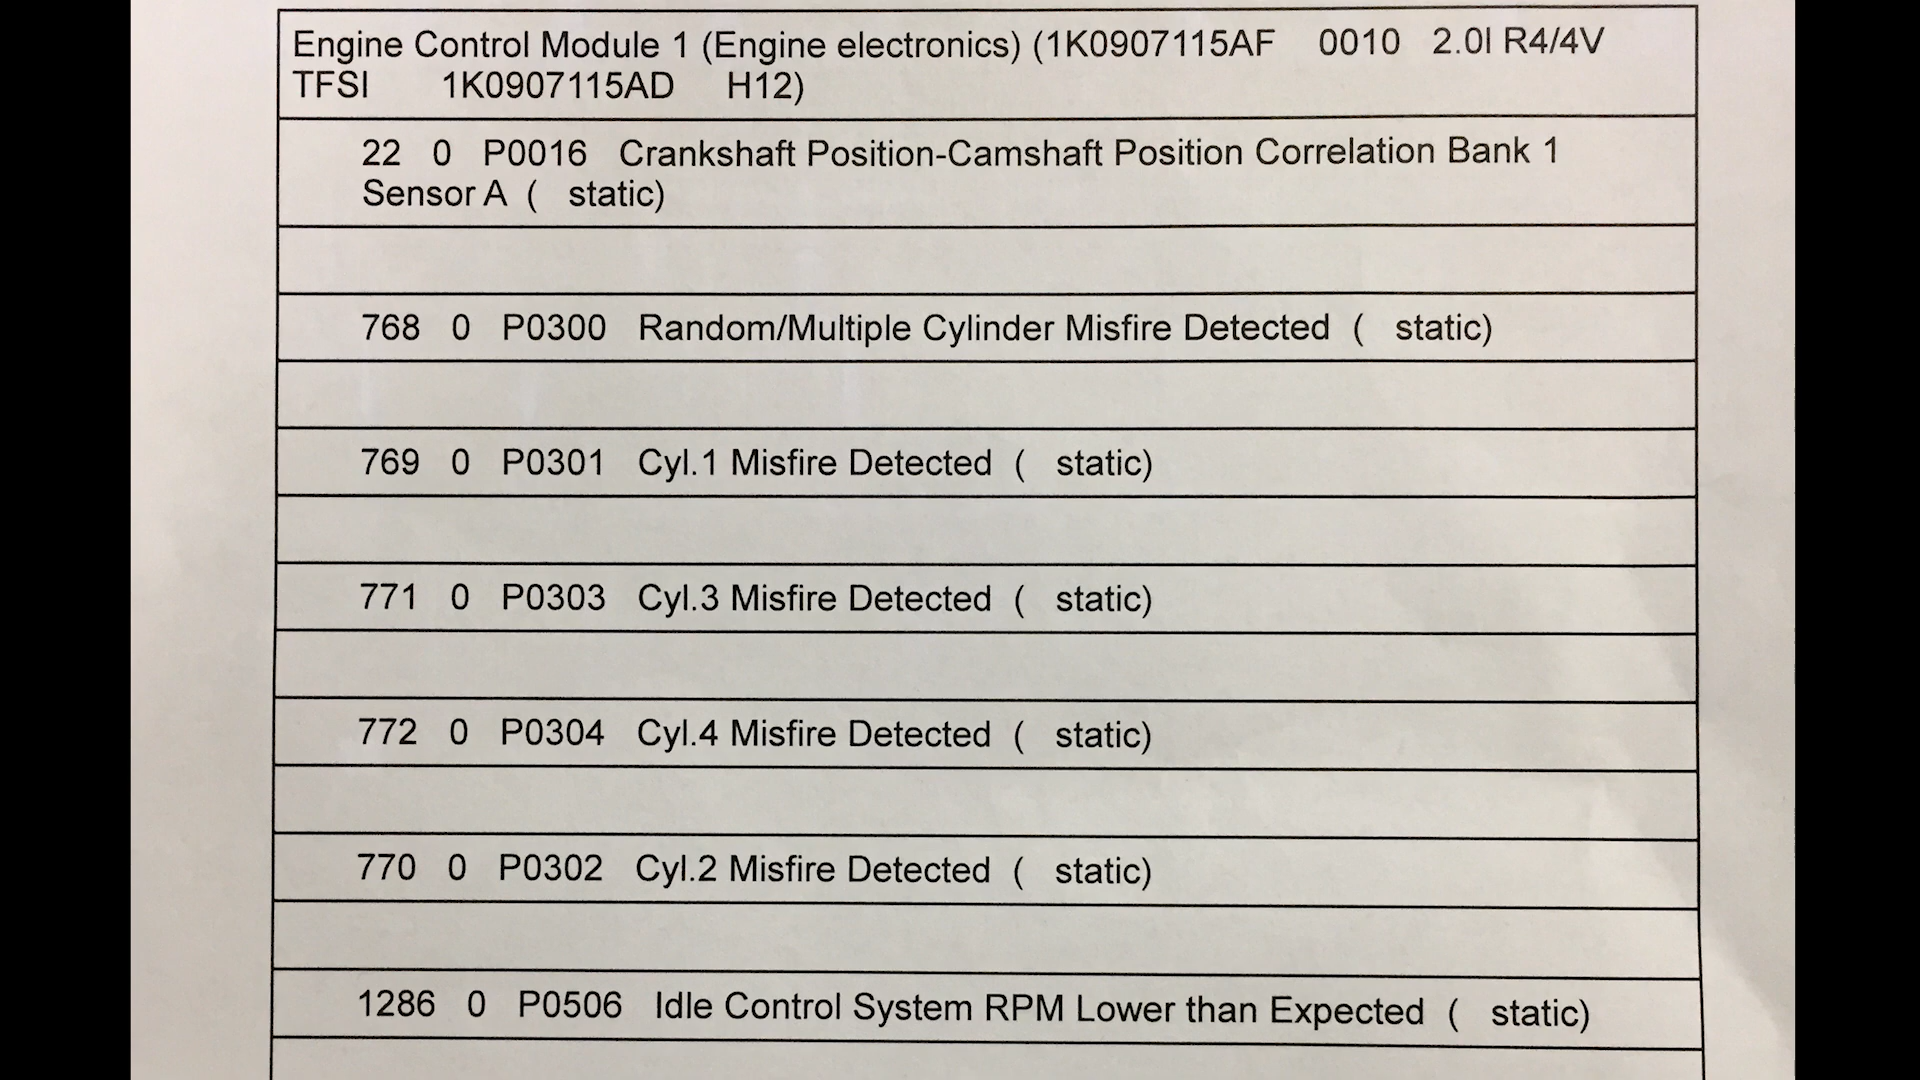 Engine Control Module 1 (Engine electronics) (1K0907115AF 0010 2.0l R4/4V
TFSI 1K0907115AD H12)
22 0 P0016 Crankshaft Position-Camshaft Position Correlation Bank 1
Sensor A ( static)
768 0 P0300 Random/Multiple Cylinder Misfire Detected ( static)
769 0 P0301 Cyl.1 Misfire Detected ( static)
771 0 P0303 Cyl.3 Misfire Detected ( static)
772 0 P0304 Cyl.4 Misfire Detected ( static)
770 0 P0302 Cyl.2 Misfire Detected ( static)
1286 0 P0506 Idle Control System RPM Lower than Expected ( static)